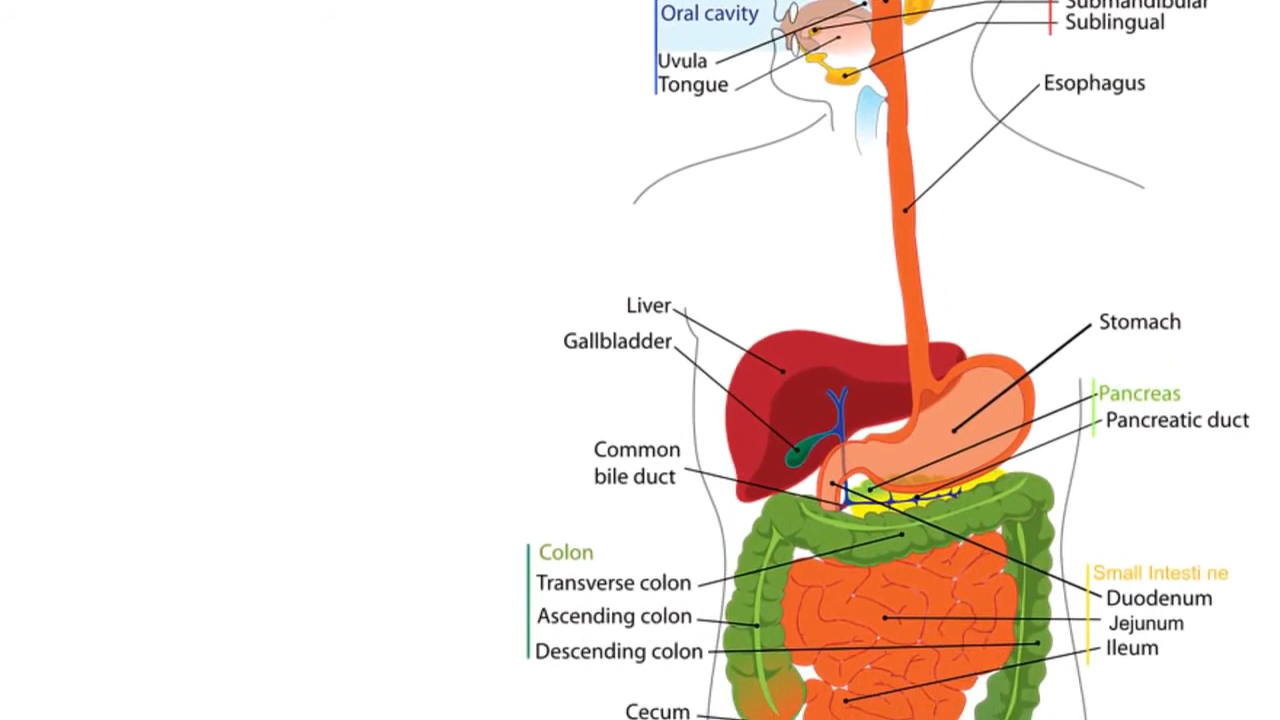 Oral cavity
Submandibular
Sublingual
Uvula
Tongue
Esophagus
Liver
Gallbladder
Stomach
Pancreas
Pancreatic duct
Common
bile duct
Colon
Transverse colon
Ascending colon
Descending colon
Small Intesti ne
Duodenum
Jejunum
Ileum
Cecum